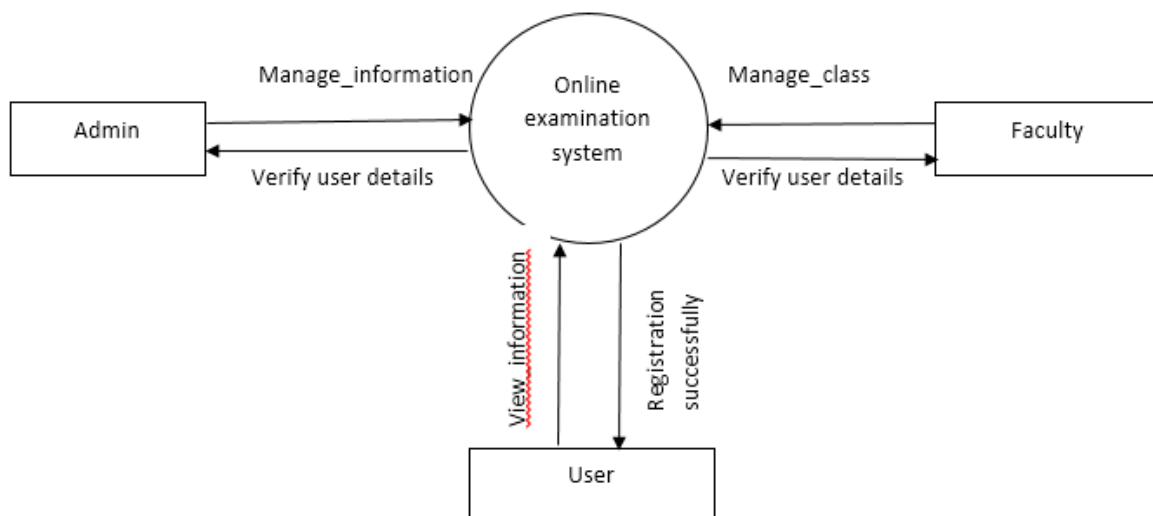 Manage_information
Online
examination
system
Manage_class
Admin
Faculty
Verify user details
Verify user details
View_information
Registration
successfully
User